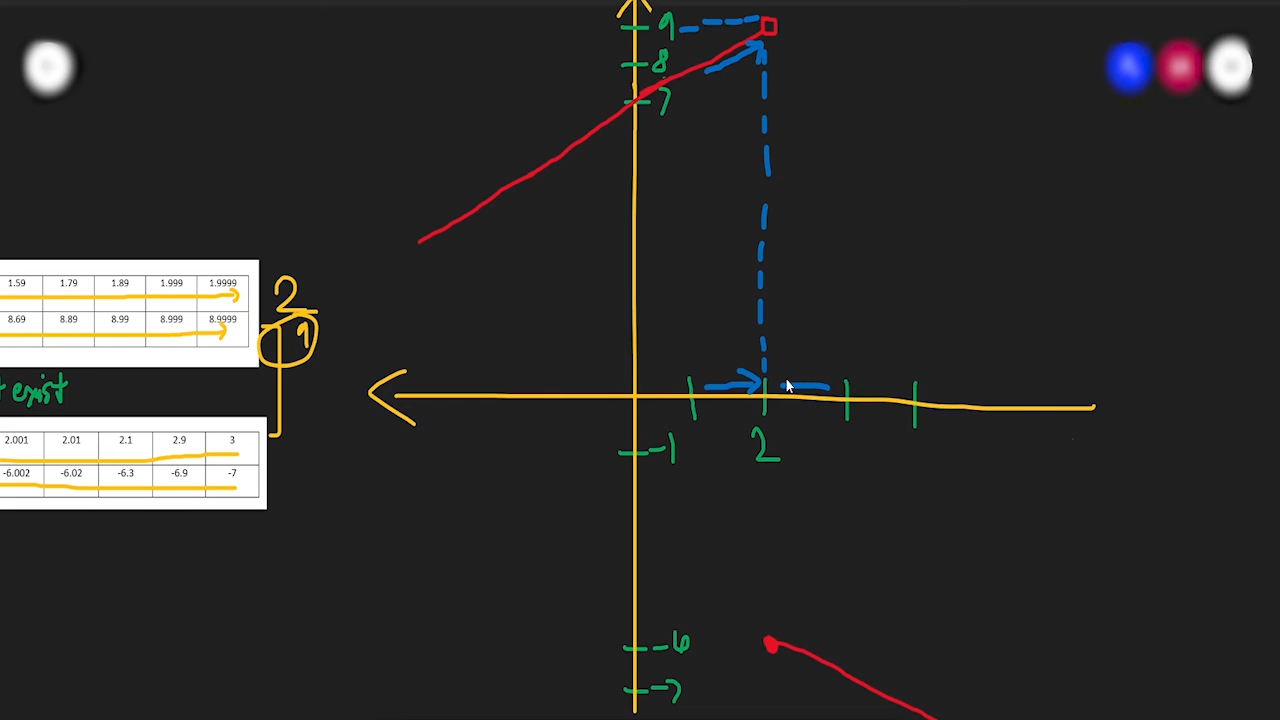 9
8
7
1.59 1.79 1.89 1.999 1.9999
2
8.69 8.89 8.99 8.999 8.9999
9
t exist
2.001 2.01 2.1 2.9 3
-1
2
-6.002 -6.02 -6.3 -6.9 -7
-6
-7